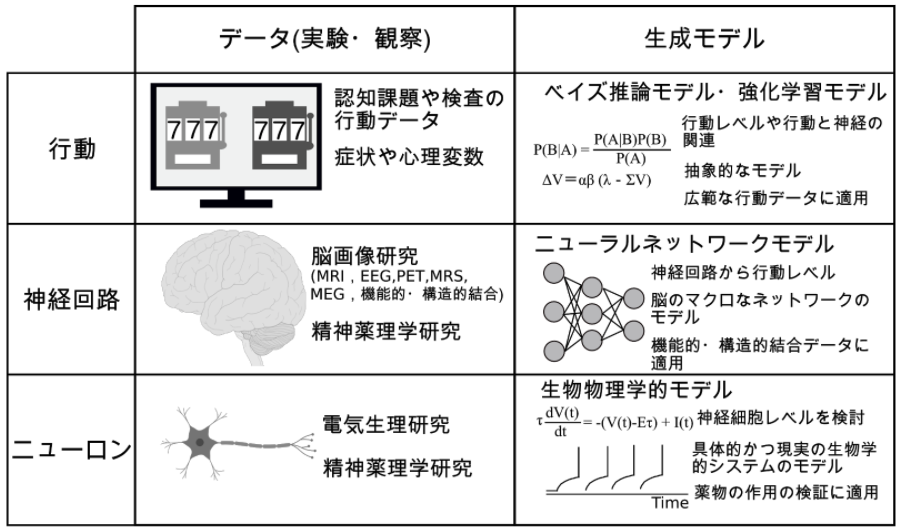 データ(実験・観察)
生成モデル
行動
777
777
認知課題や検査の
行動データ
症状や心理変数
ベイズ推論モデル・強化学習モデル
P(B|A) = P(A|B)P(B)
P(A)
ΔV=αβ (λ - ΣV)
行動レベルや行動と神経の
関連
抽象的なモデル
広範な行動データに適用
神経回路
脳画像研究
(MRI , EEG,PET,MRS,
MEG , 機能的・構造的結合)
精神薬理学研究
ニューラルネットワークモデル
神経回路から行動レベル
脳のマクロなネットワークの
モデル
機能的・構造的結合データに
適用
ニューロン
電気生理研究
精神薬理学研究
生物物理学的モデル
τ dV(t) = -(V(t)-Eτ) + I(t)
dt
神経細胞レベルを検討
具体的かつ現実の生物学
的システムのモデル
薬物の作用の検証に適用
Time